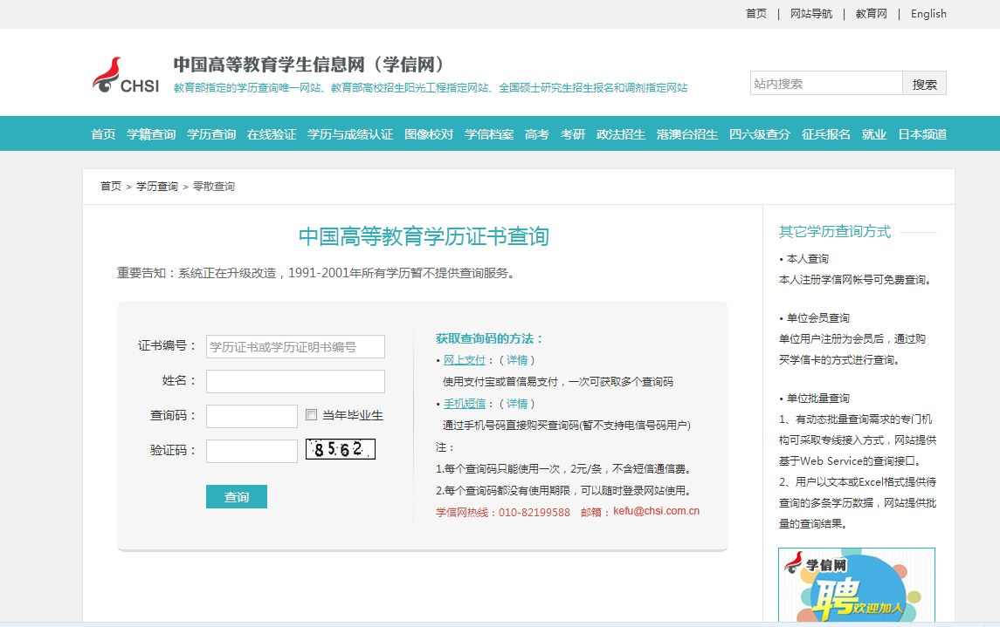 首页 | 网站导航 | 教育网 | English
CHSI
中国高等教育学生信息网（学信网）
教育部指定的学历查询唯一网站、教育部高校招生阳光工程指定网站、全国硕士研究生招生报名和调剂指定网站
站内搜索 搜索
首页 学籍查询 学历查询 在线验证 学历与成绩认证 图像校对 学信档案 高考 考研 政法招生 港澳台招生 四六级查分 征兵报名 就业 日本频道
首页 > 学历查询 > 零散查询
中国高等教育学历证书查询
重要告知：系统正在升级改造，1991-2001年所有学历暂不提供查询服务。
证书编号： 学历证书或学历证明书编号
姓名：
查询码： 当年毕业生
验证码： 8562
查询
获取查询码的方法：
• 网上支付：（详情）
使用支付宝或首信易支付，一次可获取多个查询码
• 手机短信：（详情）
通过手机号码直接购买查询码(暂不支持电信号码用户)
注：
1.每个查询码只能使用一次，2元/条，不含短信通信费。
2.每个查询码都没有使用期限，可以随时登录网站使用。
学信网热线：010-82199588 邮箱：kefu@chsi.com.cn
其它学历查询方式
• 本人查询
本人注册学信网帐号可免费查询。
• 单位会员查询
单位用户注册为会员后，通过购
买学信卡的方式进行查询。
• 单位批量查询
1、有动态批量查询需求的专门机
构可采取专线接入方式，网站提供
基于Web Service的查询接口。
2、用户以文本或Excel格式提供待
查询的多条学历数据，网站提供批
量的查询结果。
学信网
聘欢迎加入